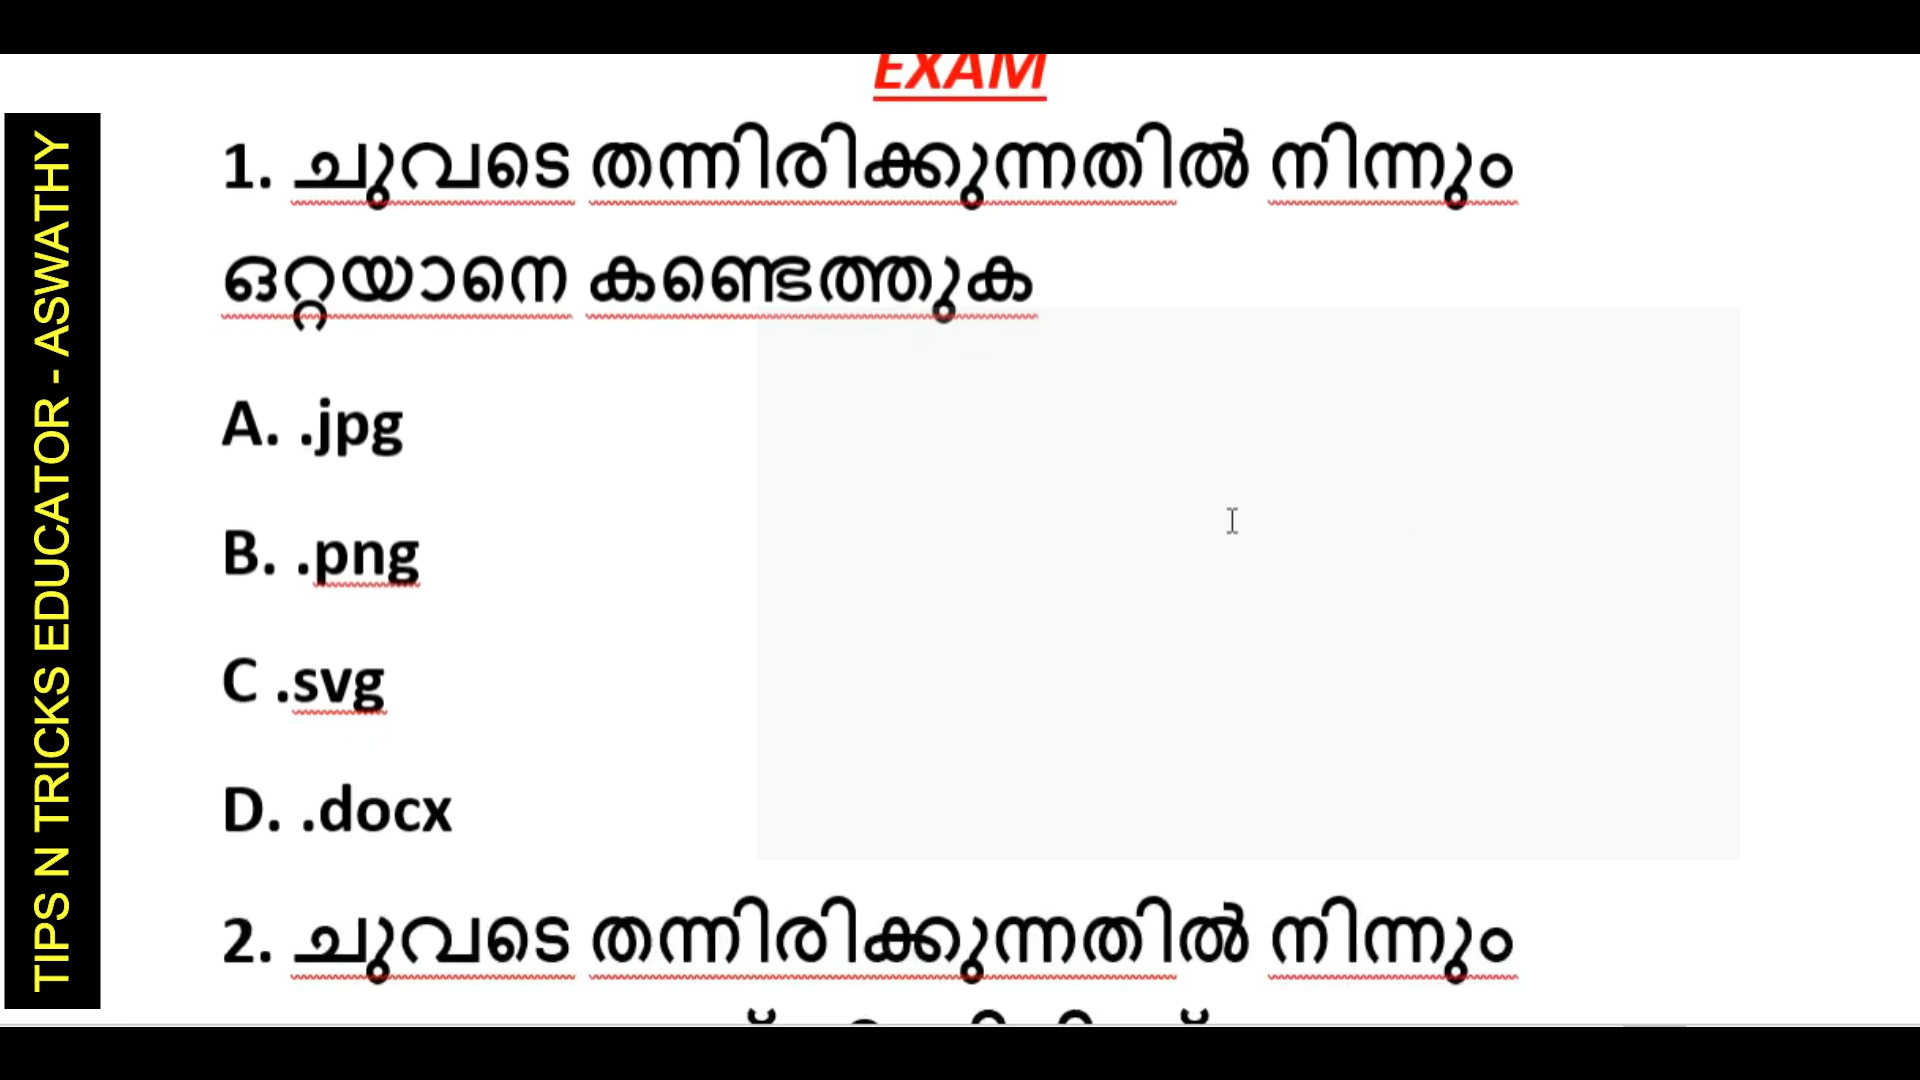 EXAM
TIPS N TRICKS EDUCATOR - ASWATHY
1. ചുവടെ തന്നിരിക്കുന്നതിൽ നിന്നും
ഒറ്റയാനെ കണ്ടെത്തുക
A. .jpg
B. .png
C .svg
D. .docx
2. ചുവടെ തന്നിരിക്കുന്നതിൽ നിന്നും